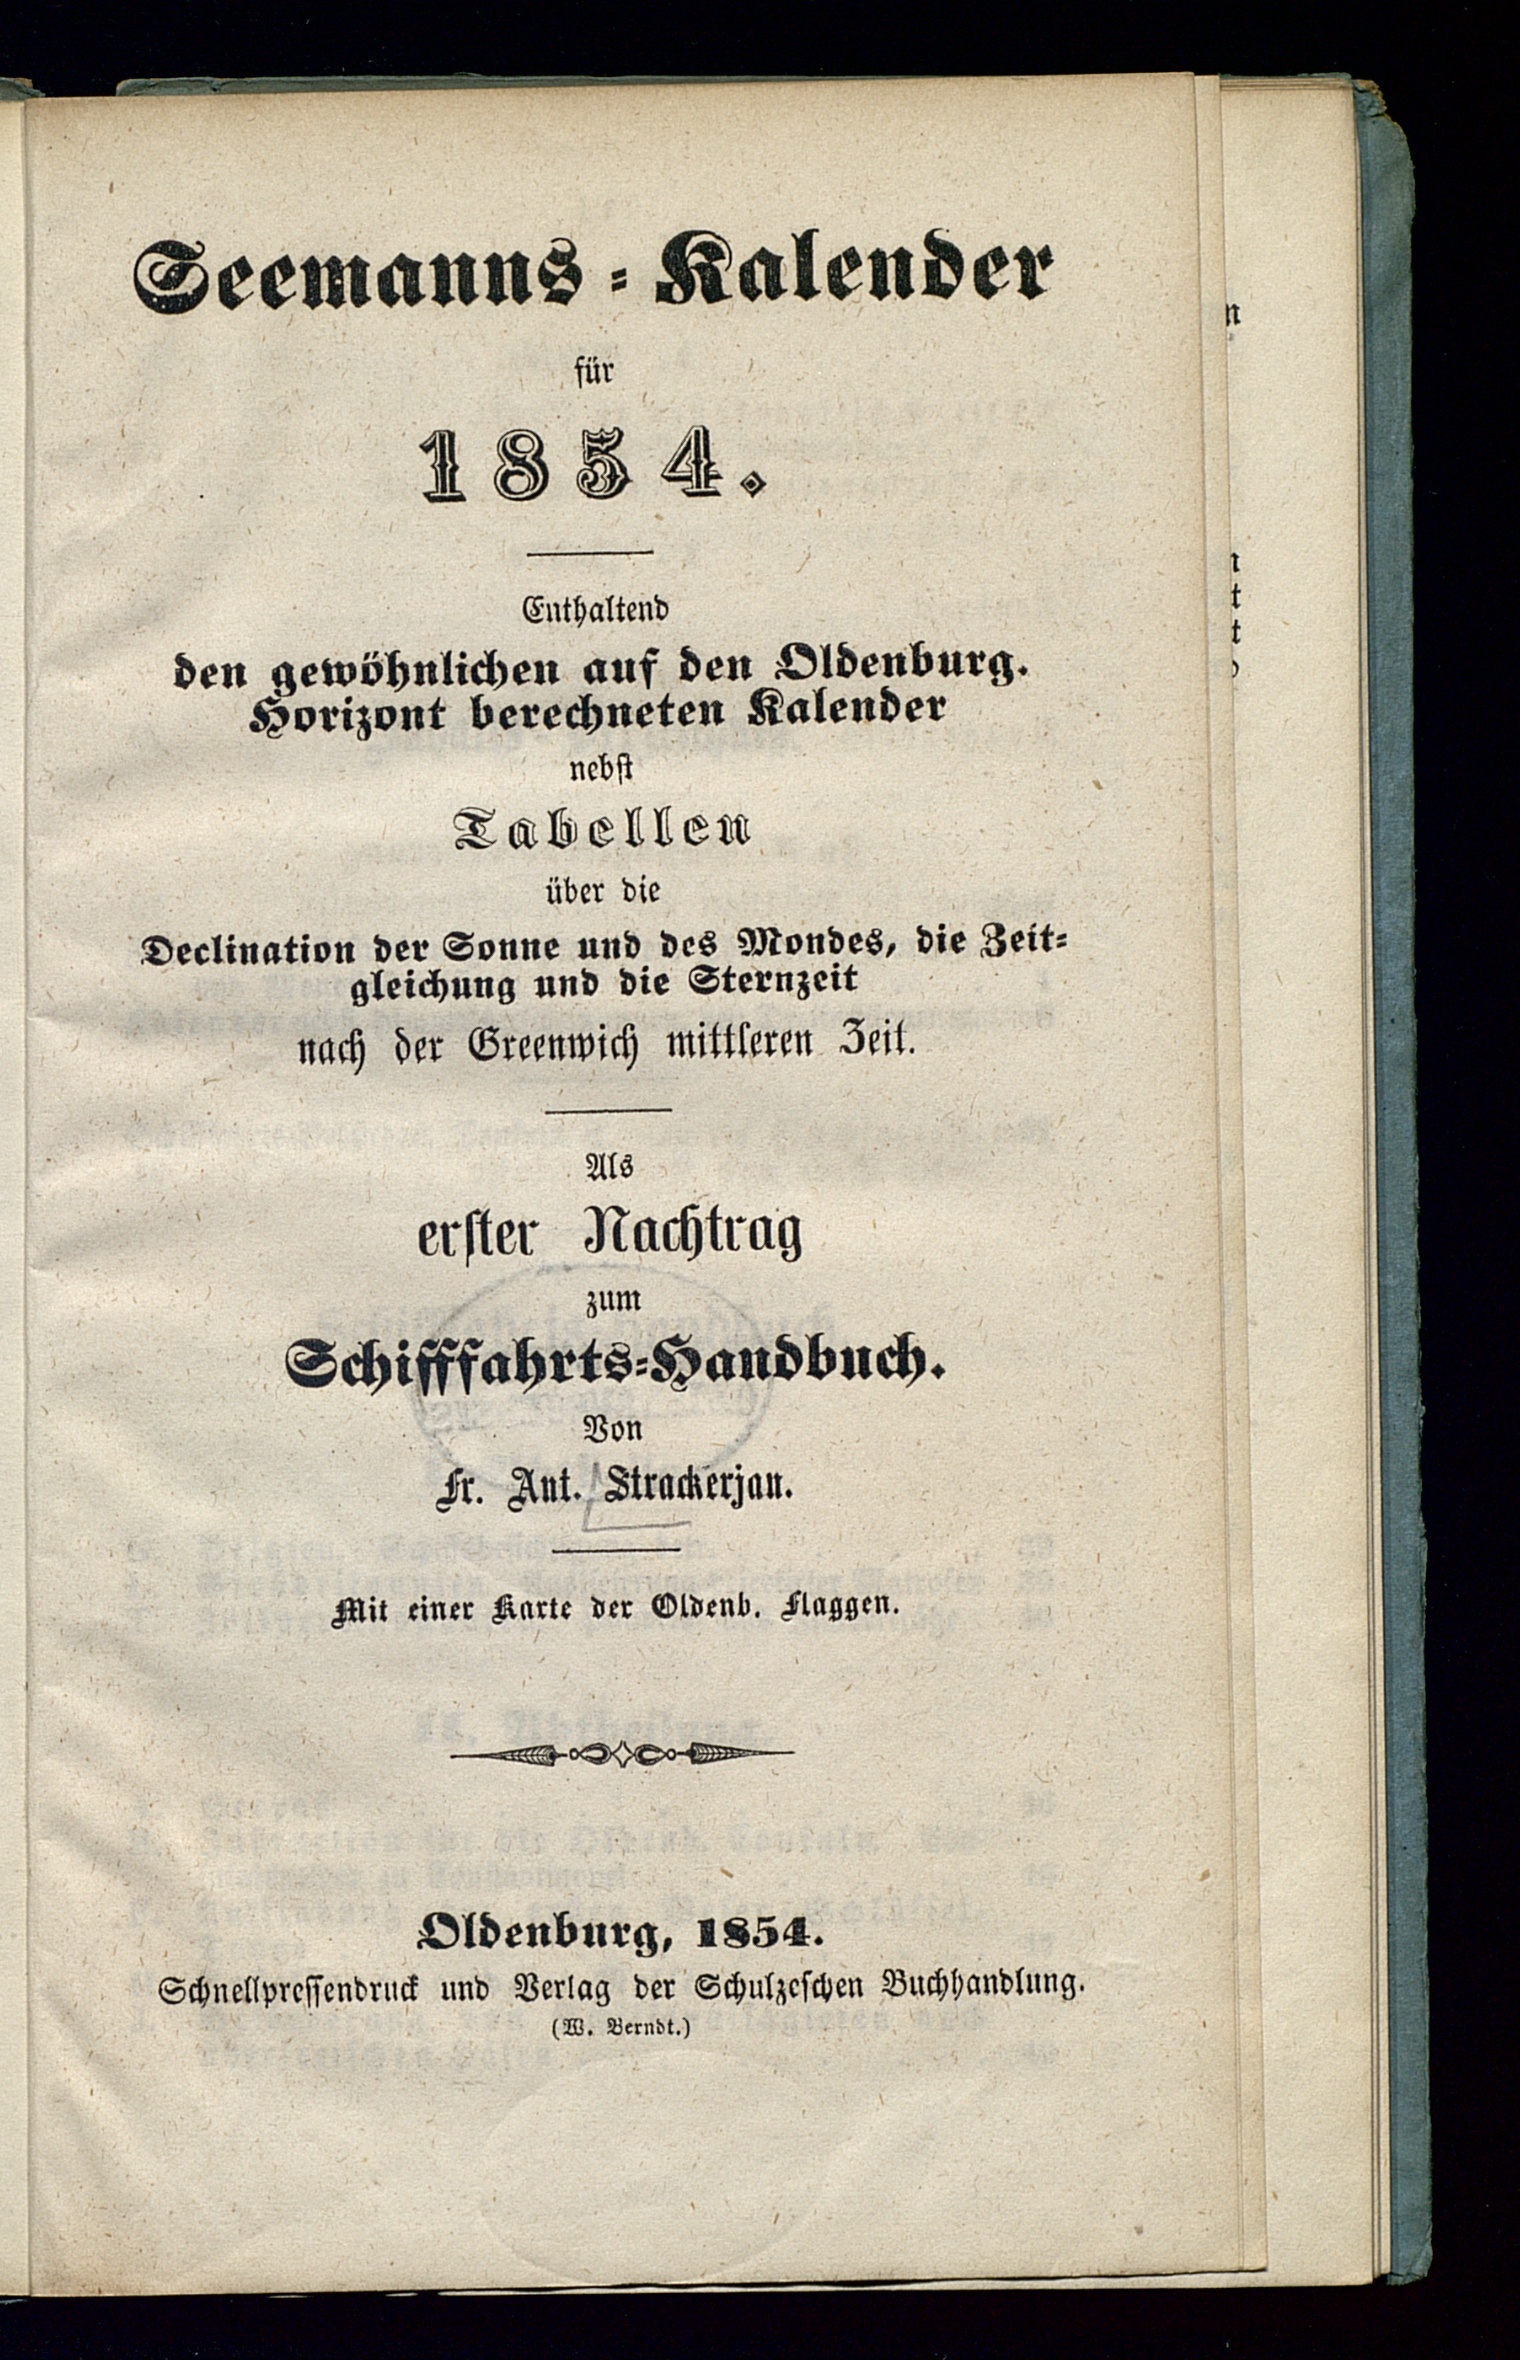 Seemanns-Kalender
für
1854.
Enthaltend
den gewöhnlichen auf den Oldenburg.
Horizont berechneten Kalender
nebst
Tabellen
über die
Declination der Sonne und des Mondes, die Zeit-
gleichung und die Sternzeit
nach der Greenwich mittleren Zeit.
Als
erster Nachtrag
zum
Schifffahrts-Handbuch.
Von
Fr. Ant. Strackerjan.
Mit einer Karte der Oldenb. Flaggen.
Oldenburg, 1854.
Schnellpressendruck und Verlag der Schulzeschen Buchhandlung.
(W. Berndt.)